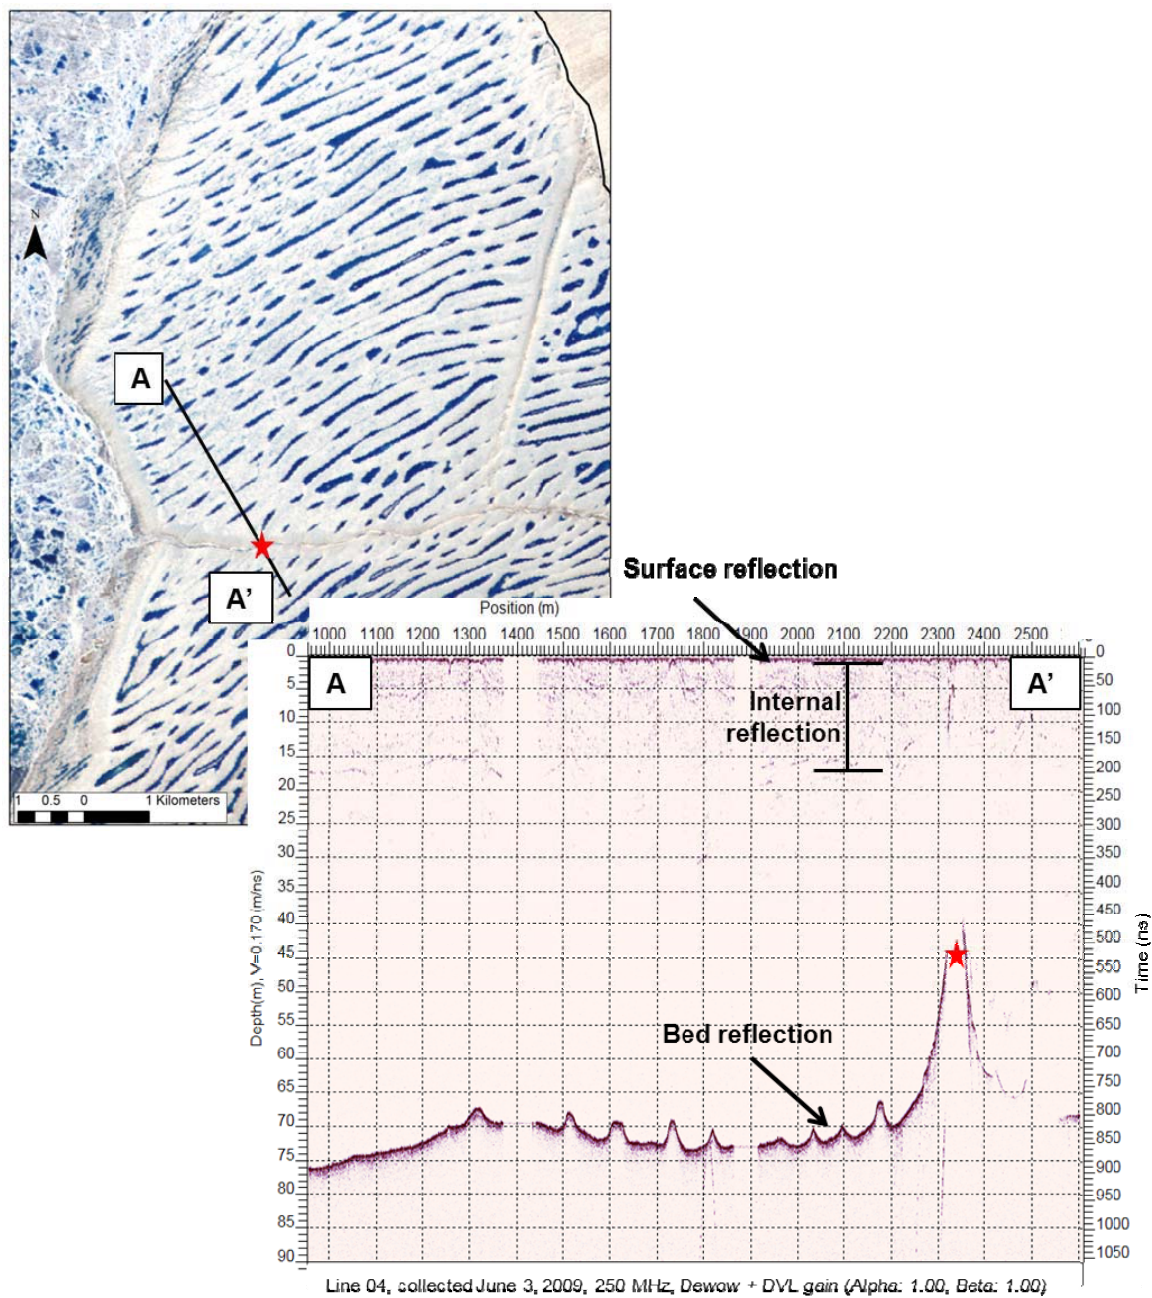 N
A
A'
1 0.5 0 1 Kilometers
Surface reflection
Position (m)
1000 1100 1200 1300 1400 1500 1600 1700 1800 1900 2000 2100 2200 2300 2400 2500
A
A'
Internal
reflection
Bed reflection
0
5
10
15
20
25
30
35
40
45
50
55
60
65
70
75
80
85
90
Depth(m), V=0.170 (m/ns)
0
50
100
150
200
250
300
350
400
450
500
550
600
650
700
750
800
850
900
950
1000
1050
Time (ns)
Line 04, collected June 3, 2009, 250 MHz, Dewow + DVL gain (Alpha: 1.00, Beta: 1.00)